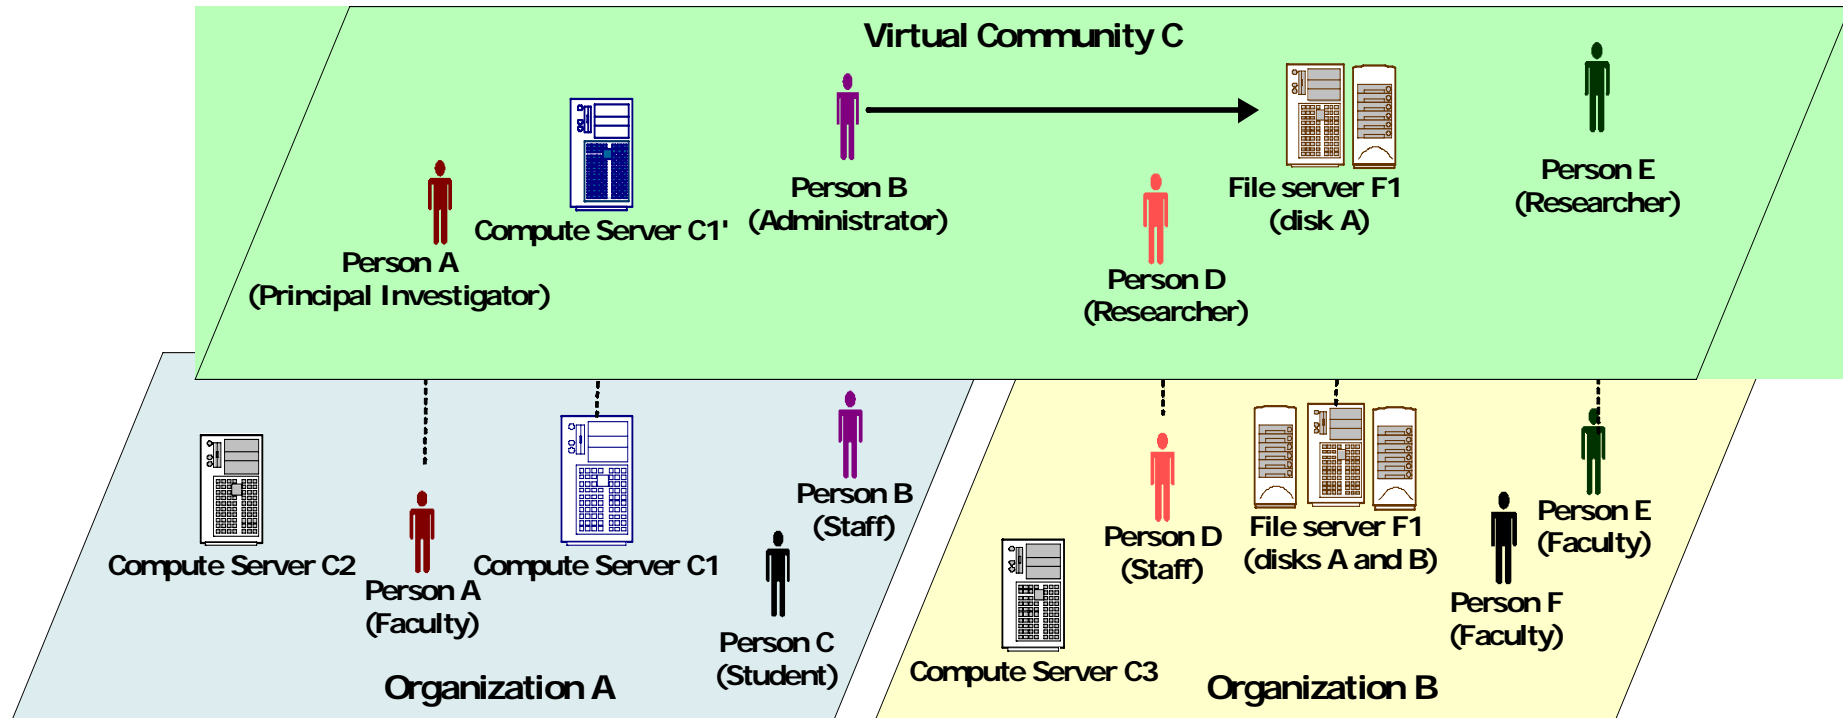 Virtual Community C
Person A
(Principal Investigator)
Compute Server C1'
Person B
(Administrator)
Person D
(Researcher)
File server F1
(disk A)
Person E
(Researcher)
Compute Server C2
Person A
(Faculty)
Compute Server C1
Person B
(Staff)
Person C
(Student)
Organization A
Compute Server C3
Person D
(Staff)
File server F1
(disks A and B)
Person F
(Faculty)
Person E
(Faculty)
Organization B